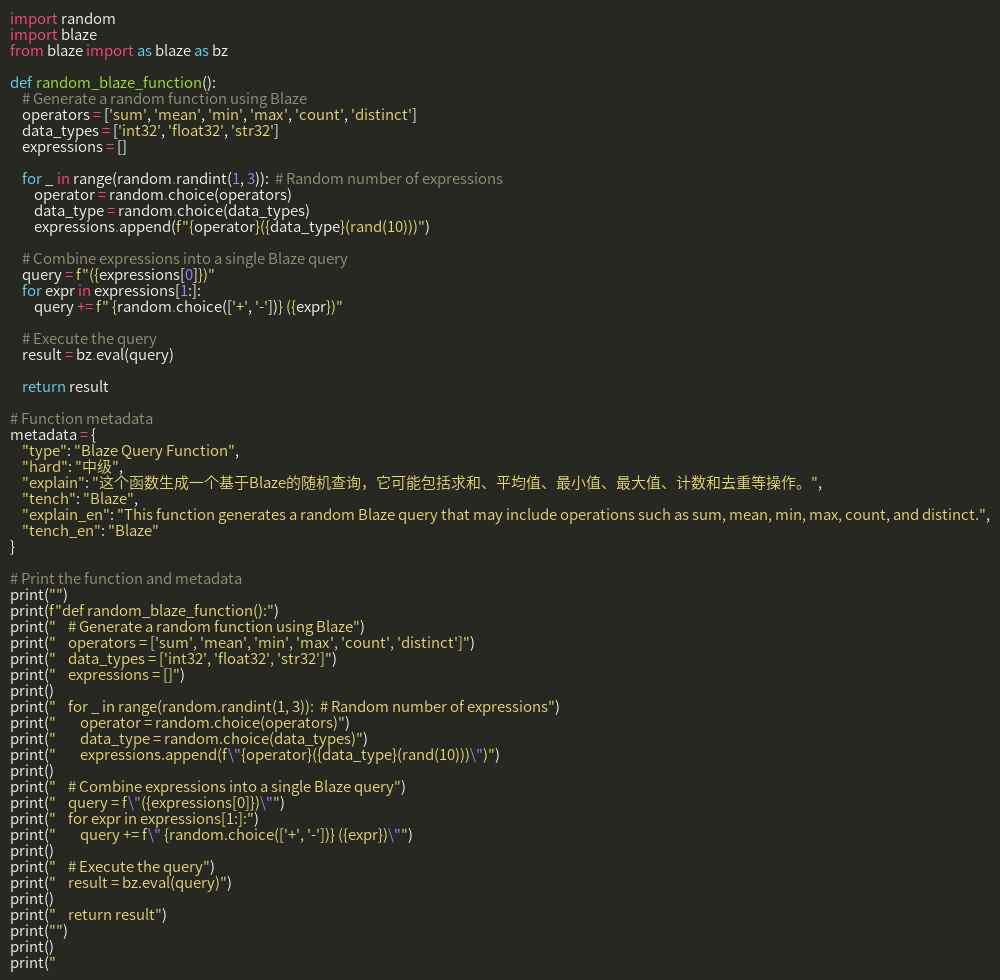 import random
import blaze
from blaze import as blaze as bz

def random_blaze_function():
    # Generate a random function using Blaze
    operators = ['sum', 'mean', 'min', 'max', 'count', 'distinct']
    data_types = ['int32', 'float32', 'str32']
    expressions = []

    for _ in range(random.randint(1, 3)):  # Random number of expressions
        operator = random.choice(operators)
        data_type = random.choice(data_types)
        expressions.append(f"{operator}({data_type}(rand(10)))")

    # Combine expressions into a single Blaze query
    query = f"({expressions[0]})"
    for expr in expressions[1:]:
        query += f" {random.choice(['+', '-'])} ({expr})"

    # Execute the query
    result = bz.eval(query)

    return result

# Function metadata
metadata = {
    "type": "Blaze Query Function",
    "hard": "中级",
    "explain": "这个函数生成一个基于Blaze的随机查询，它可能包括求和、平均值、最小值、最大值、计数和去重等操作。",
    "tench": "Blaze",
    "explain_en": "This function generates a random Blaze query that may include operations such as sum, mean, min, max, count, and distinct.",
    "tench_en": "Blaze"
}

# Print the function and metadata
print("")
print(f"def random_blaze_function():")
print("    # Generate a random function using Blaze")
print("    operators = ['sum', 'mean', 'min', 'max', 'count', 'distinct']")
print("    data_types = ['int32', 'float32', 'str32']")
print("    expressions = []")
print()
print("    for _ in range(random.randint(1, 3)):  # Random number of expressions")
print("        operator = random.choice(operators)")
print("        data_type = random.choice(data_types)")
print("        expressions.append(f\"{operator}({data_type}(rand(10)))\")")
print()
print("    # Combine expressions into a single Blaze query")
print("    query = f\"({expressions[0]})\"")
print("    for expr in expressions[1:]:")
print("        query += f\" {random.choice(['+', '-'])} ({expr})\"")
print()
print("    # Execute the query")
print("    result = bz.eval(query)")
print()
print("    return result")
print("")
print()
print("